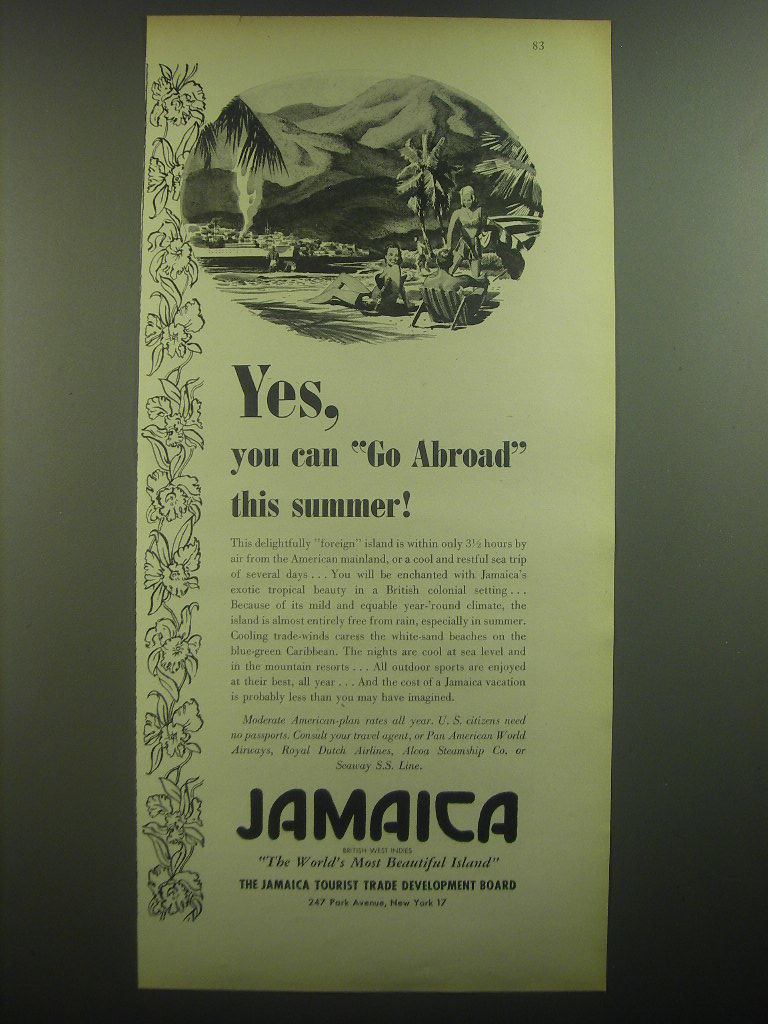 83
Yes,
you can "Go Abroad"
this summer!
This delightfully "foreign" island is within only 3½ hours by
air from the American mainland, or a cool and restful sea trip
of several days . . . You will be enchanted with Jamaica's
exotic tropical beauty in a British colonial setting . . .
Because of its mild and equable year-'round climate, the
island is almost entirely free from rain, especially in summer.
Cooling trade-winds caress the white-sand beaches on the
blue-green Caribbean. The nights are cool at sea level and
in the mountain resorts . . . All outdoor sports are enjoyed
at their best, all year . . . And the cost of a Jamaica vacation
is probably less than you may have imagined.
Moderate American-plan rates all year. U. S. citizens need
no passports. Consult your travel agent, or Pan American World
Airways, Royal Dutch Airlines, Alcoa Steamship Co. or
Seaway S.S. Line.
JAMAICA
BRITISH WEST INDIES
"The World's Most Beautiful Island"
THE JAMAICA TOURIST TRADE DEVELOPMENT BOARD
247 Park Avenue, New York 17